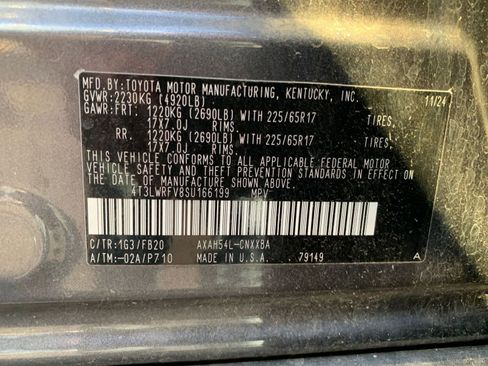 MFD.BY:TOYOTA MOTOR MANUFACTURING, KENTUCKY, INC.
GVWR:2230KG (4920LB) 11/24
GAWR:FRT. 1220KG (2690LB) WITH 225/65R17 TIRES,
17X7.0J RIMS,
RR. 1220KG (2690LB) WITH 225/65R17 TIRES,
17X7.0J RIMS.
THIS VEHICLE CONFORMS TO ALL APPLICABLE FEDERAL MOTOR
VEHICLE SAFETY AND THEFT PREVENTION STANDARDS IN EFFECT
ON THE DATE OF MANUFACTURE SHOWN ABOVE.
4T3LWRFV8SU166199 MPV
C/TR:1G3/FB20 AXAH54L-CNXXBA
A/TM:-02A/P710 MADE IN U.S.A. 79149 A